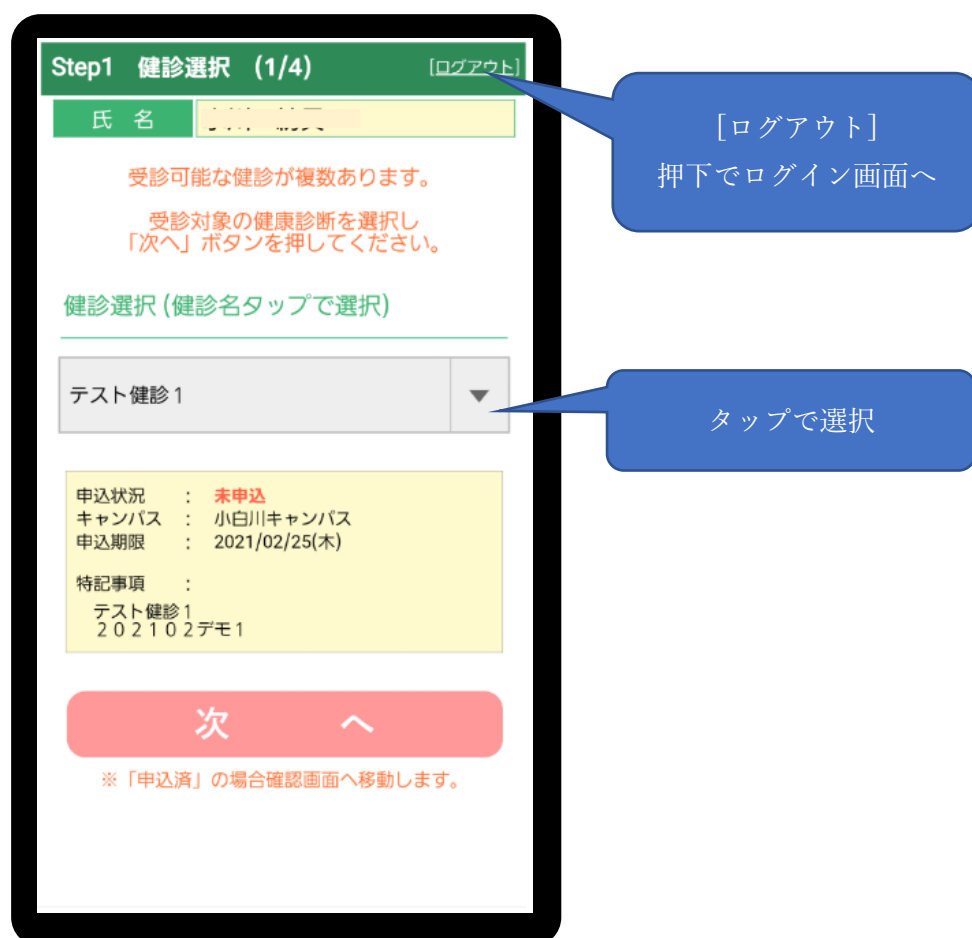 Step1 健診選択 (1/4) [ログアウト]
氏 名
受診可能な健診が複数あります。
受診対象の健康診断を選択し
「次へ」ボタンを押してください。
健診選択 (健診名タップで選択)
テスト健診1
申込状況 : 未申込
キャンパス : 小白川キャンパス
申込期限 : 2021/02/25(木)
特記事項 :
テスト健診1
202102デモ1
次 へ
※「申込済」の場合確認画面へ移動します。
[ログアウト]
押下でログイン画面へ
タップで選択